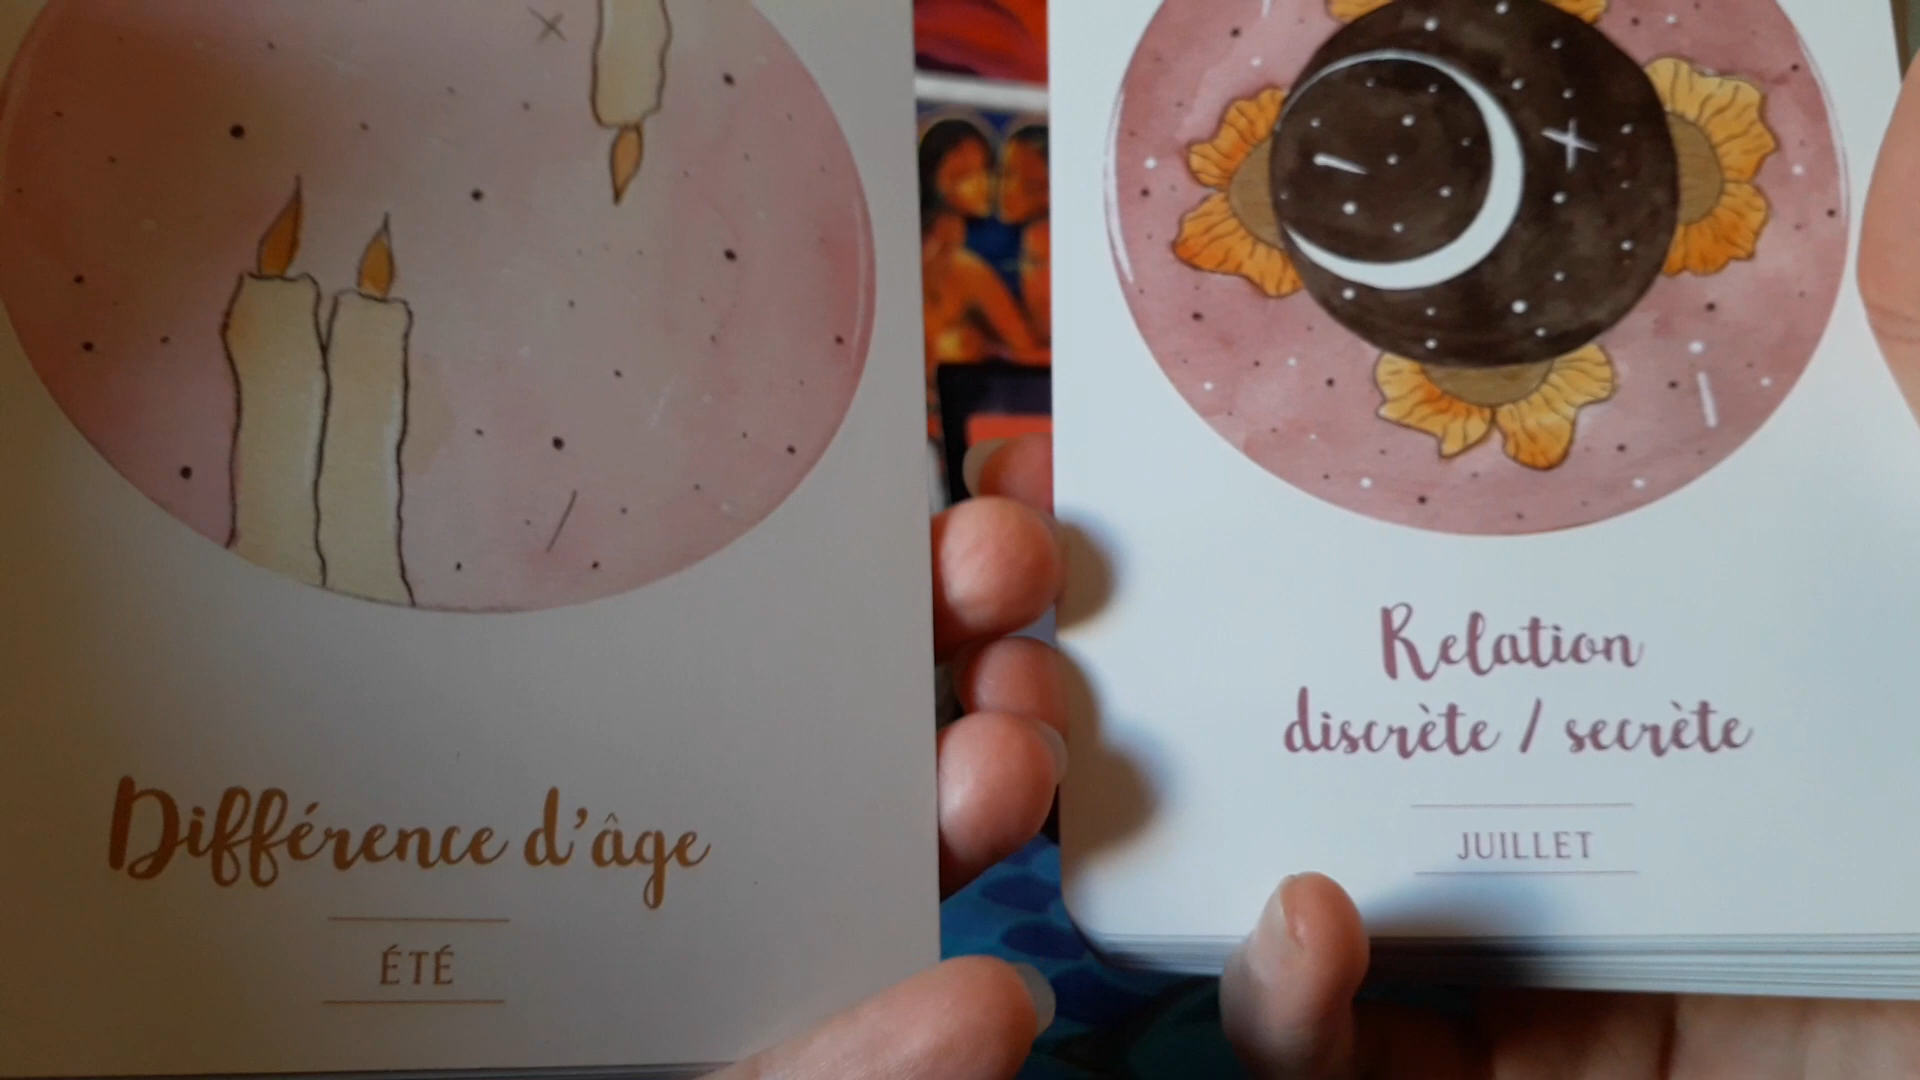 Différence d'âge
ÉTÉ
Relation
discrète / secrète
JUILLET